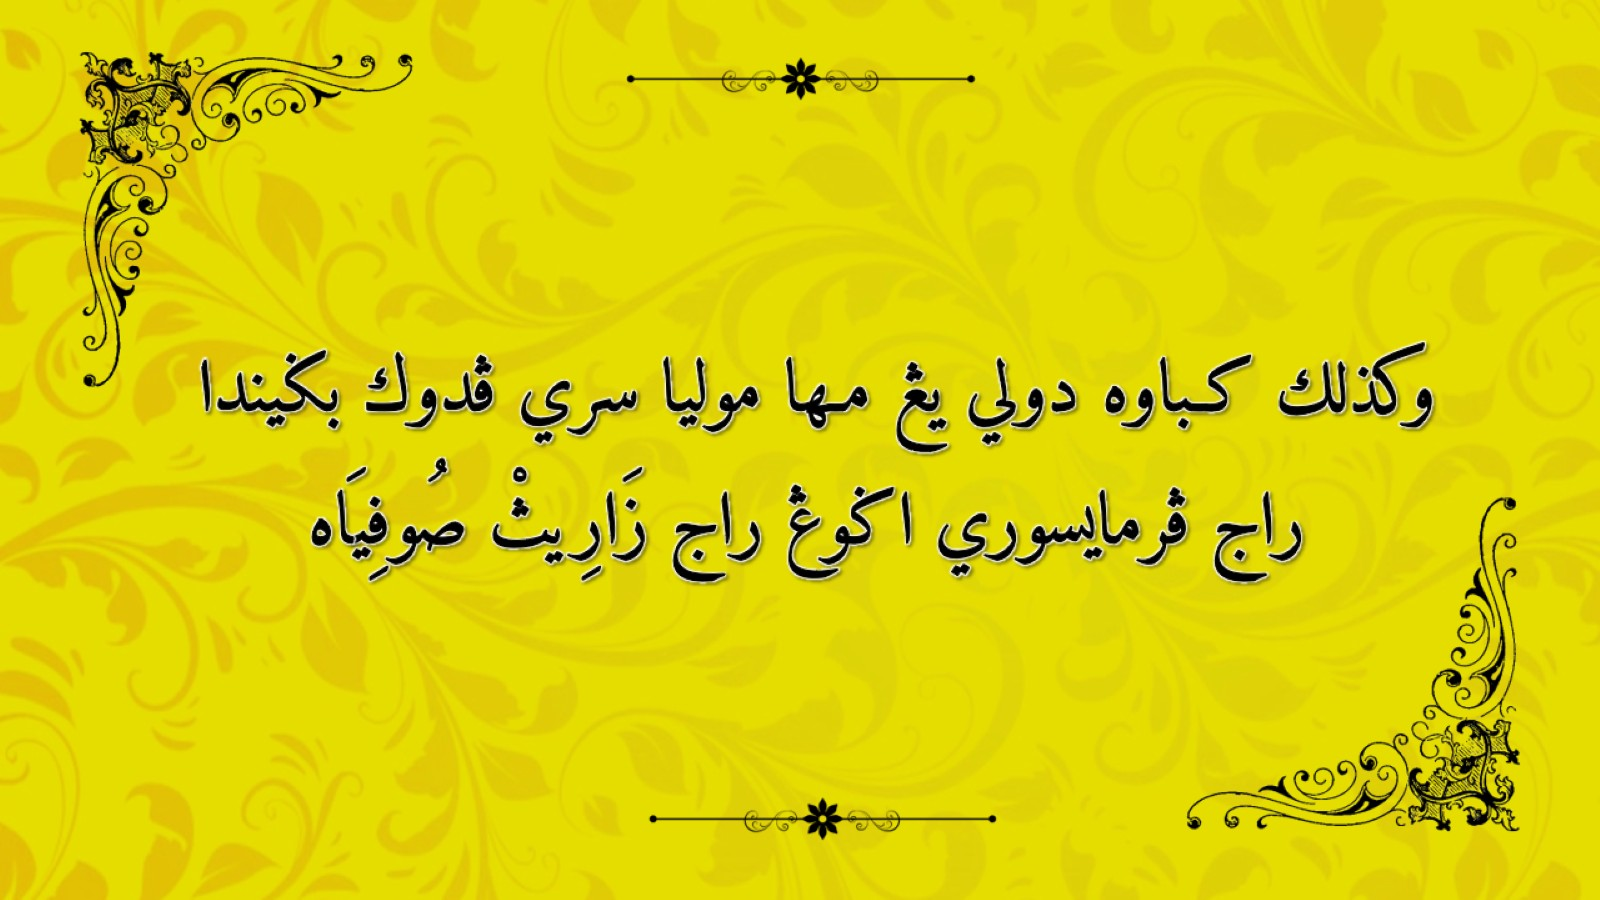 وكذلك كباوه دولي يڠ مها موليا سري ڤدوك بݢيندا
راج ڤرمايسوري اݢوڠ راج زَارِيثْ صُوفِيَاه